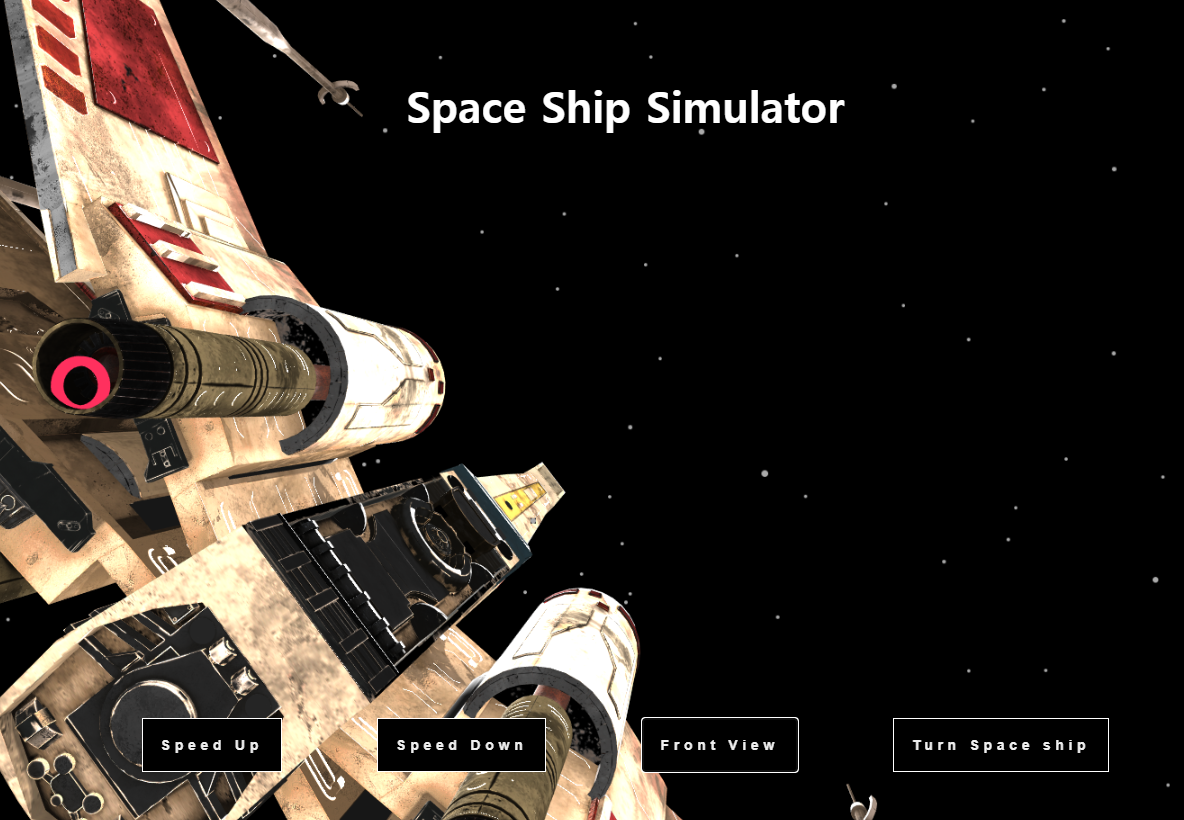 Space Ship Simulator
Speed Up
Speed Down
Front View
Turn Space ship